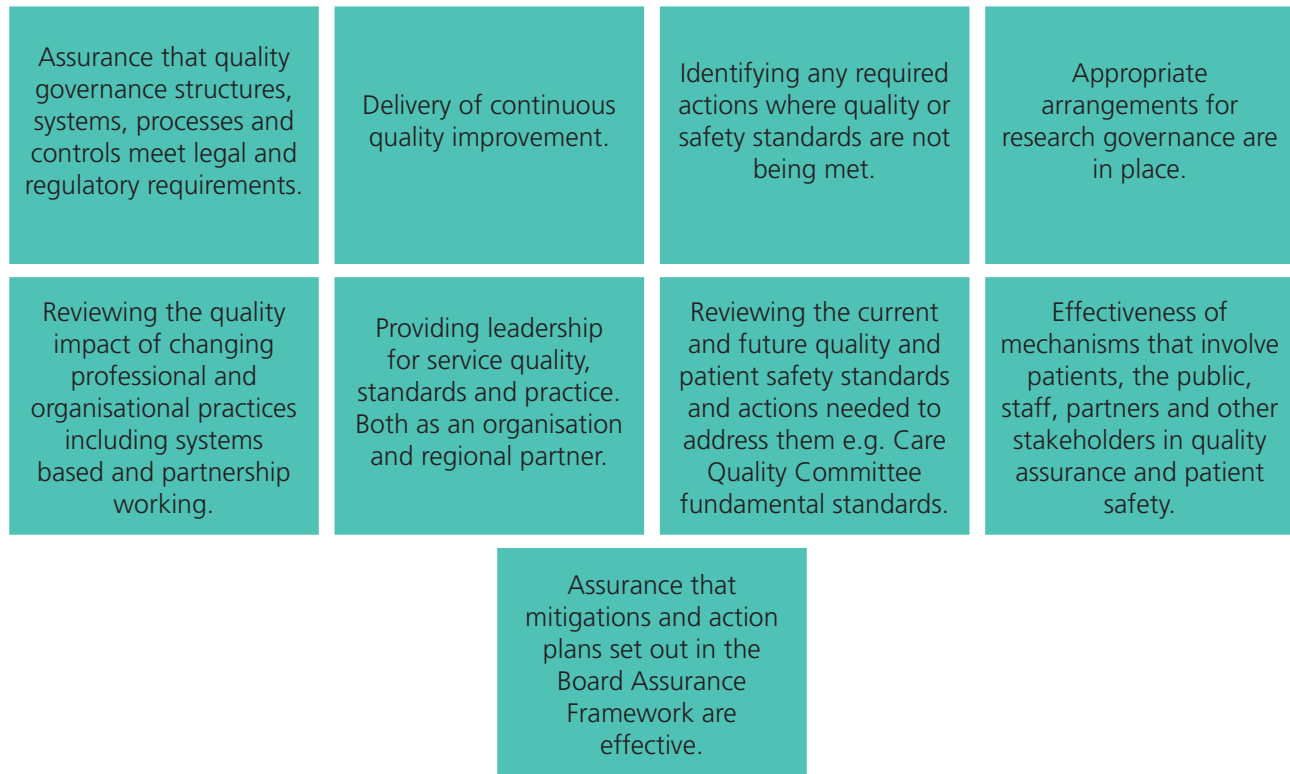 Assurance that quality
governance structures,
systems, processes and
controls meet legal and
regulatory requirements.
Delivery of continuous
quality improvement.
Identifying any required
actions where quality or
safety standards are not
being met.
Appropriate
arrangements for
research governance are
in place.
Reviewing the quality
impact of changing
professional and
organisational practices
including systems
based and partnership
working.
Providing leadership
for service quality,
standards and practice.
Both as an organisation
and regional partner.
Reviewing the current
and future quality and
patient safety standards
and actions needed to
address them e.g. Care
Quality Committee
fundamental standards.
Effectiveness of
mechanisms that involve
patients, the public,
staff, partners and other
stakeholders in quality
assurance and patient
safety.
Assurance that
mitigations and action
plans set out in the
Board Assurance
Framework are
effective.